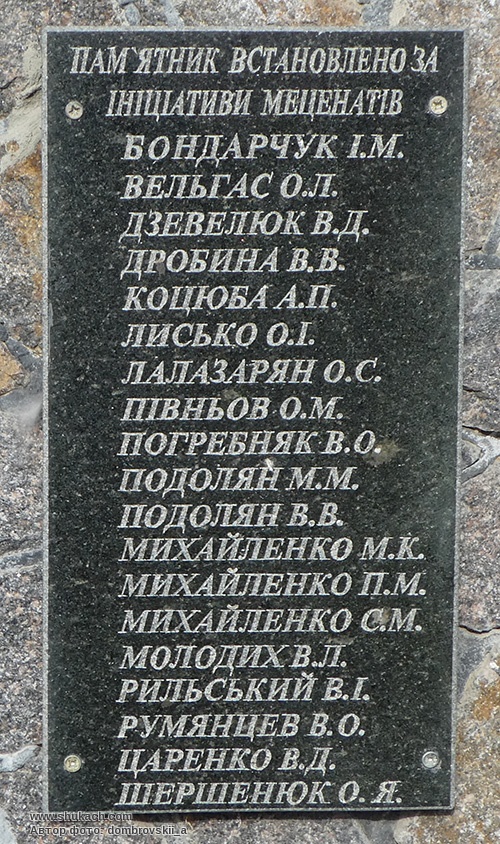 ПАМ`ЯТНИК ВСТАНОВЛЕНО ЗА
ІНІЦІАТИВИ МЕЦЕНАТІВ
БОНДАРЧУК І.М.
ВЕЛЬГАС О.Л.
ДЗЕВЕЛЮК В.Д.
ДРОБИНА В.В.
КОЦЮБА А.П.
ЛИСЬКО О.І.
ЛАЛАЗАРЯН О.С.
ПІВНЬОВ О.М.
ПОГРЕБНЯК В.О.
ПОДОЛЯН М.М.
ПОДОЛЯН В.В.
МИХАЙЛЕНКО М.К.
МИХАЙЛЕНКО П.М.
МИХАЙЛЕНКО С.М.
МОЛОДИХ В.Л.
РИЛЬСЬКИЙ В.І.
РУМЯНЦЕВ В.О.
ЦАРЕНКО В.Д.
ШЕРШЕНЮК О. Я.
www.shukach.com
Автор фото: dombrovskii_a